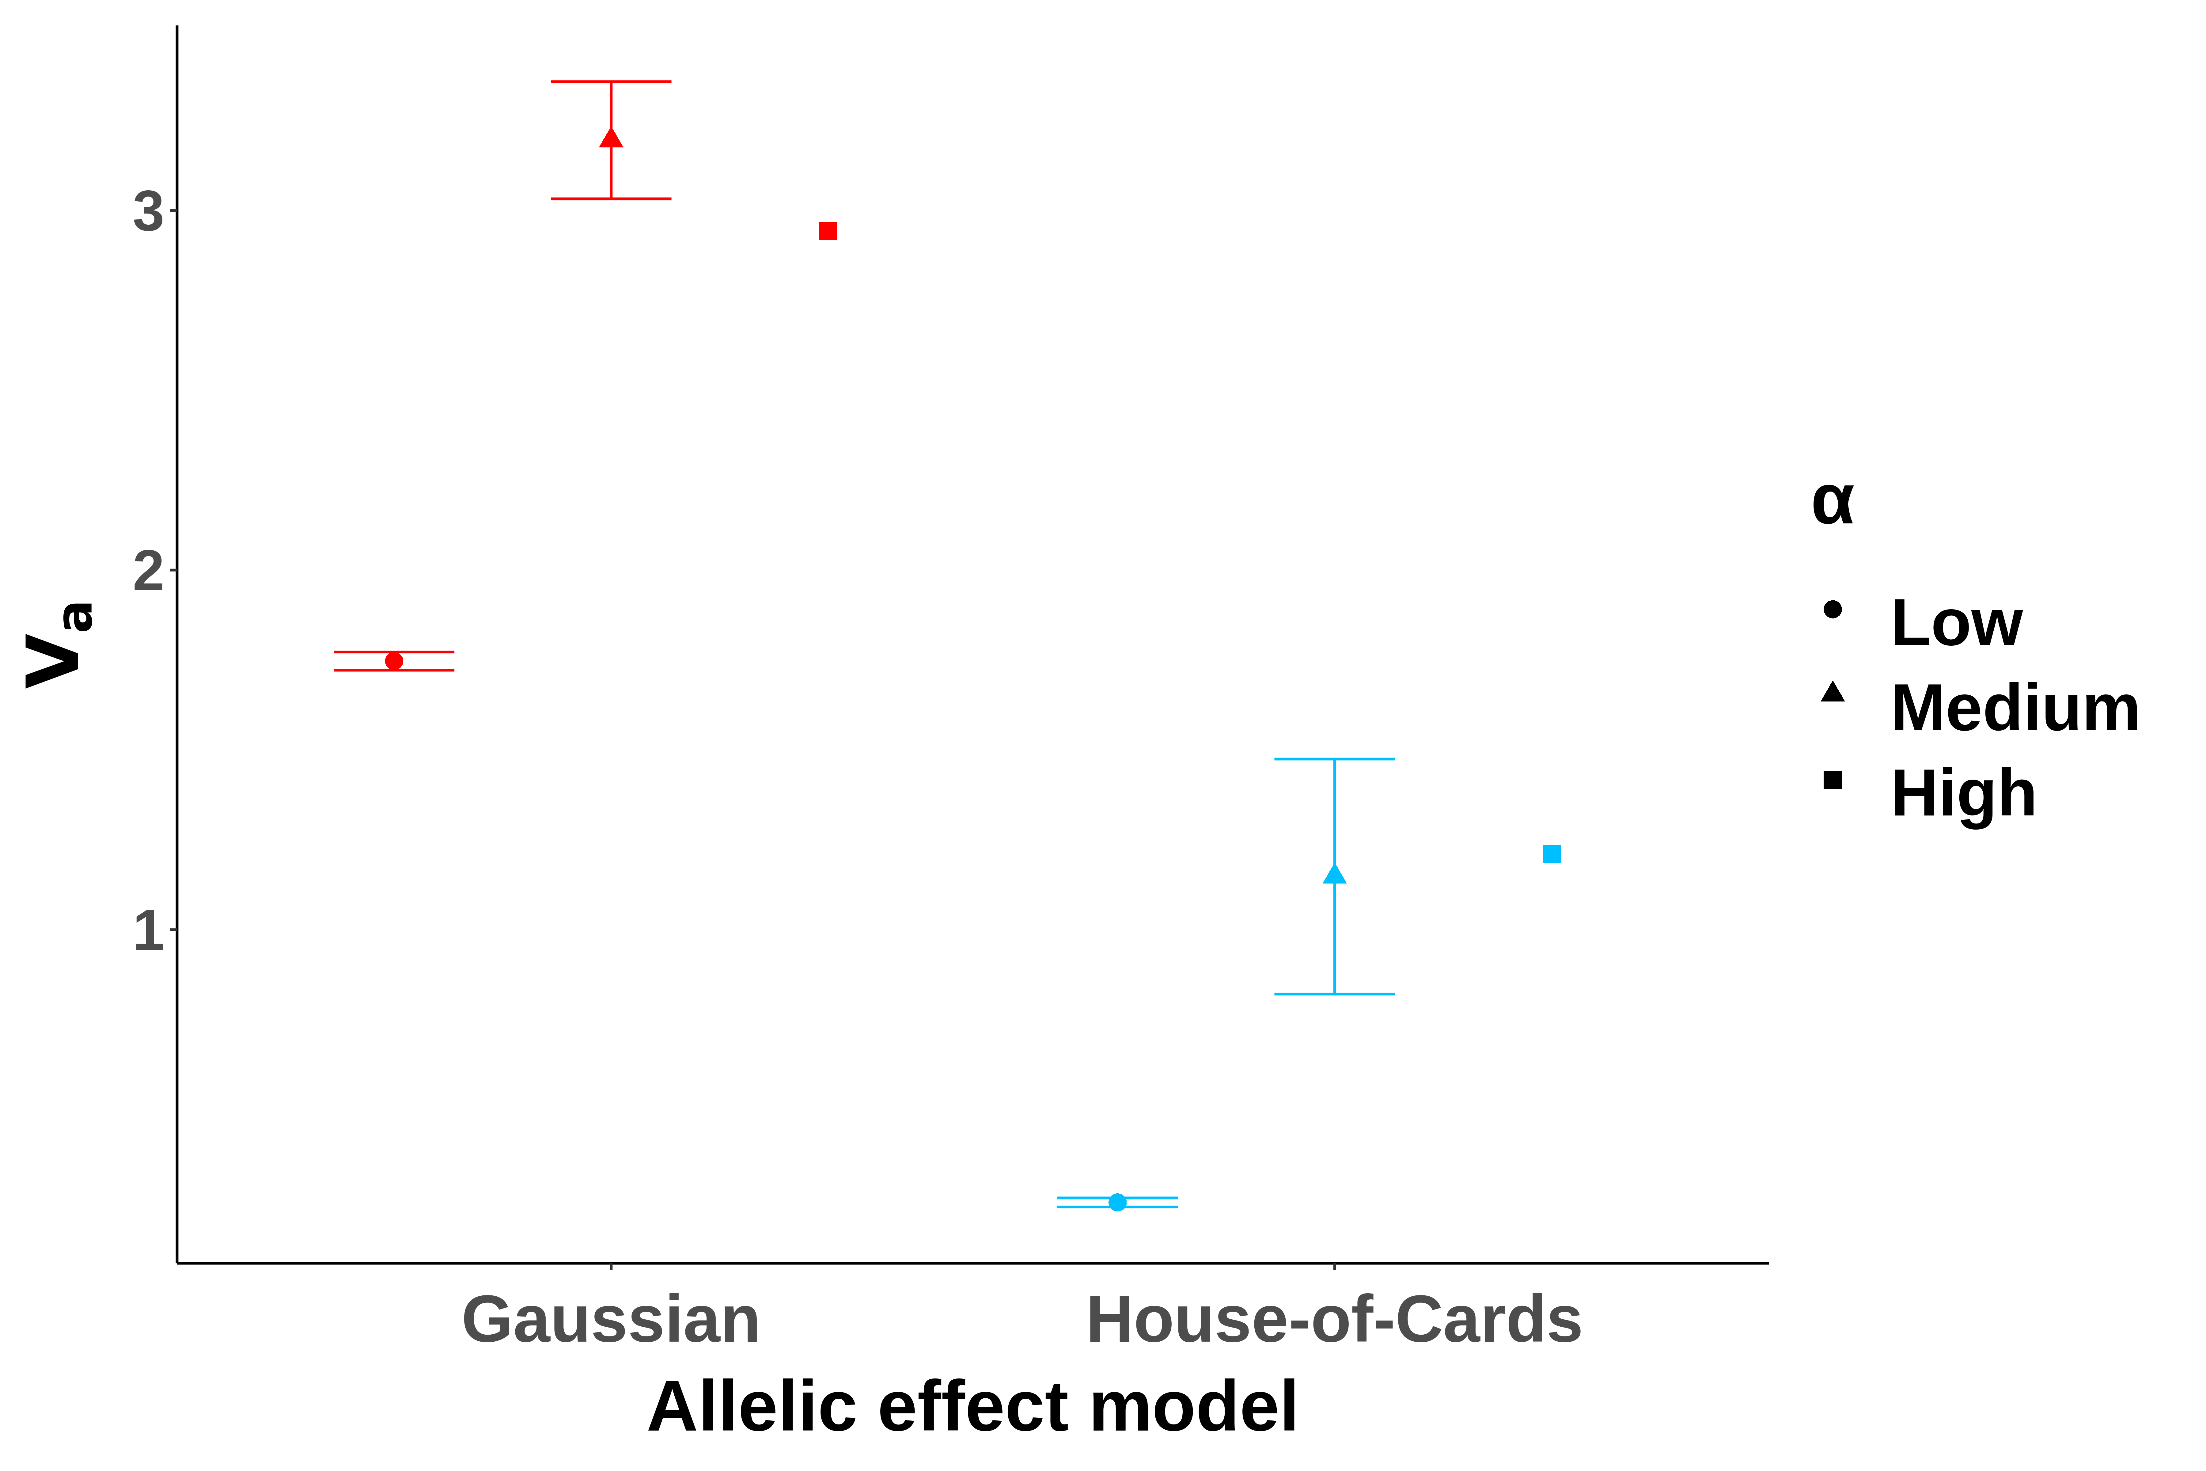 3
2
1
Va
Gaussian
House-of-Cards
Allelic effect model
α
Low
Medium
High